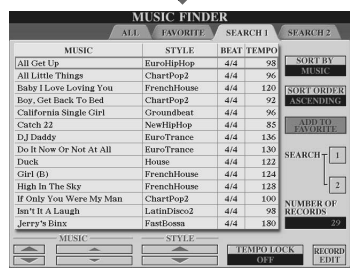 MUSIC FINDER
ALL FAVORITE SEARCH 1 SEARCH 2
MUSIC STYLE BEAT TEMPO
All Get Up EuroHipHop 4/4 98
All Little Things ChartPop2 4/4 96
Baby I Love Loving You FrenchHouse 4/4 120
Boy, Get Back To Bed ChartPop2 4/4 92
California Single Girl Groundbeat 4/4 96
Catch 22 NewHipHop 4/4 85
DJ Daddy EuroTrance 4/4 136
Do It Now Or Not At All EuroTrance 4/4 130
Duck House 4/4 122
Girl (B) FrenchHouse 4/4 124
High In The Sky FrenchHouse 4/4 128
If Only You Were My Man ChartPop2 4/4 100
Isn't It A Laugh LatinDisco2 4/4 98
Jerry's Binx FastBossa 4/4 180
SORT BY
MUSIC
SORT ORDER
ASCENDING
ADD TO
FAVORITE
SEARCH 1
2
NUMBER OF
RECORDS
29
MUSIC STYLE
TEMPO LOCK
OFF
RECORD
EDIT